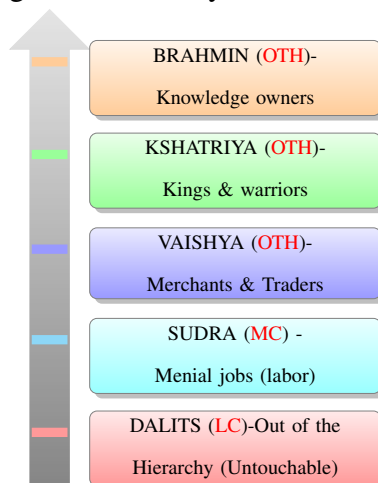 BRAHMIN (OTH)-
Knowledge owners
KSHATRIYA (OTH)-
Kings & warriors
VAISHYA (OTH)-
Merchants & Traders
SUDRA (MC) -
Menial jobs (labor)
DALITS (LC)-Out of the
Hierarchy (Untouchable)